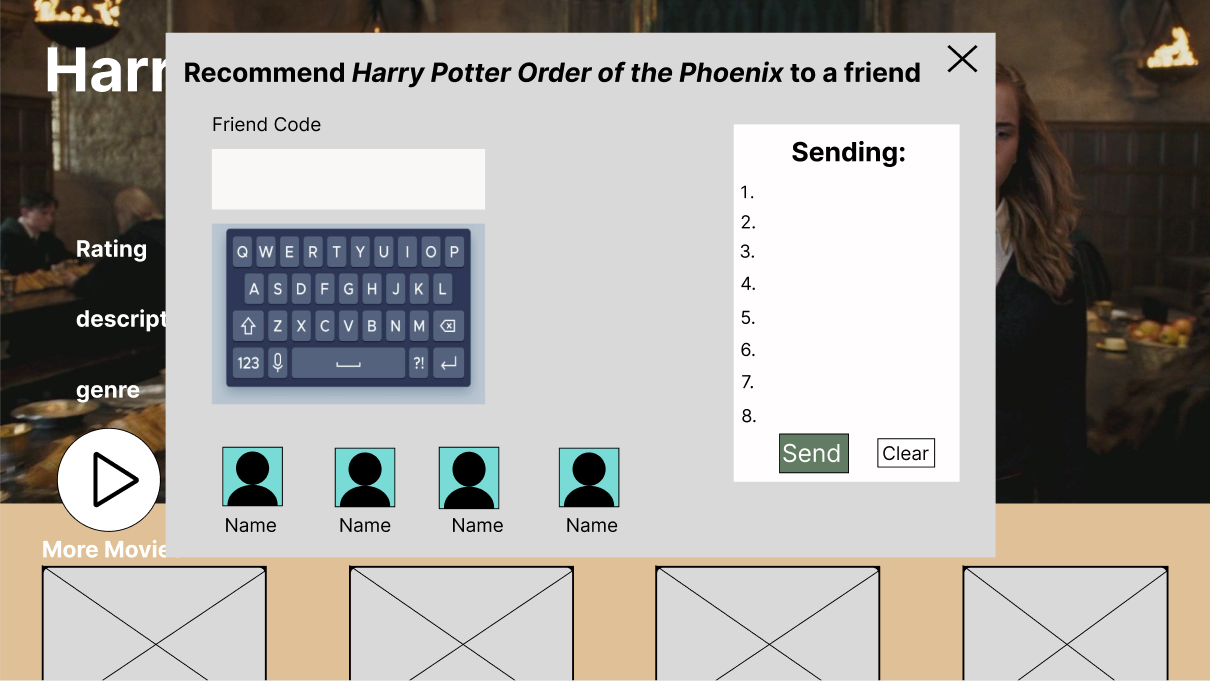 Harr
Recommend Harry Potter Order of the Phoenix to a friend
Friend Code
Sending:
1.
2.
3.
4.
5.
6.
7.
8.
Send
Clear
Q W E R T Y U I O P
A S D F G H J K L
Z X C V B N M
123 ?!
Rating
descript
genre
Name
Name
Name
Name
More Movie